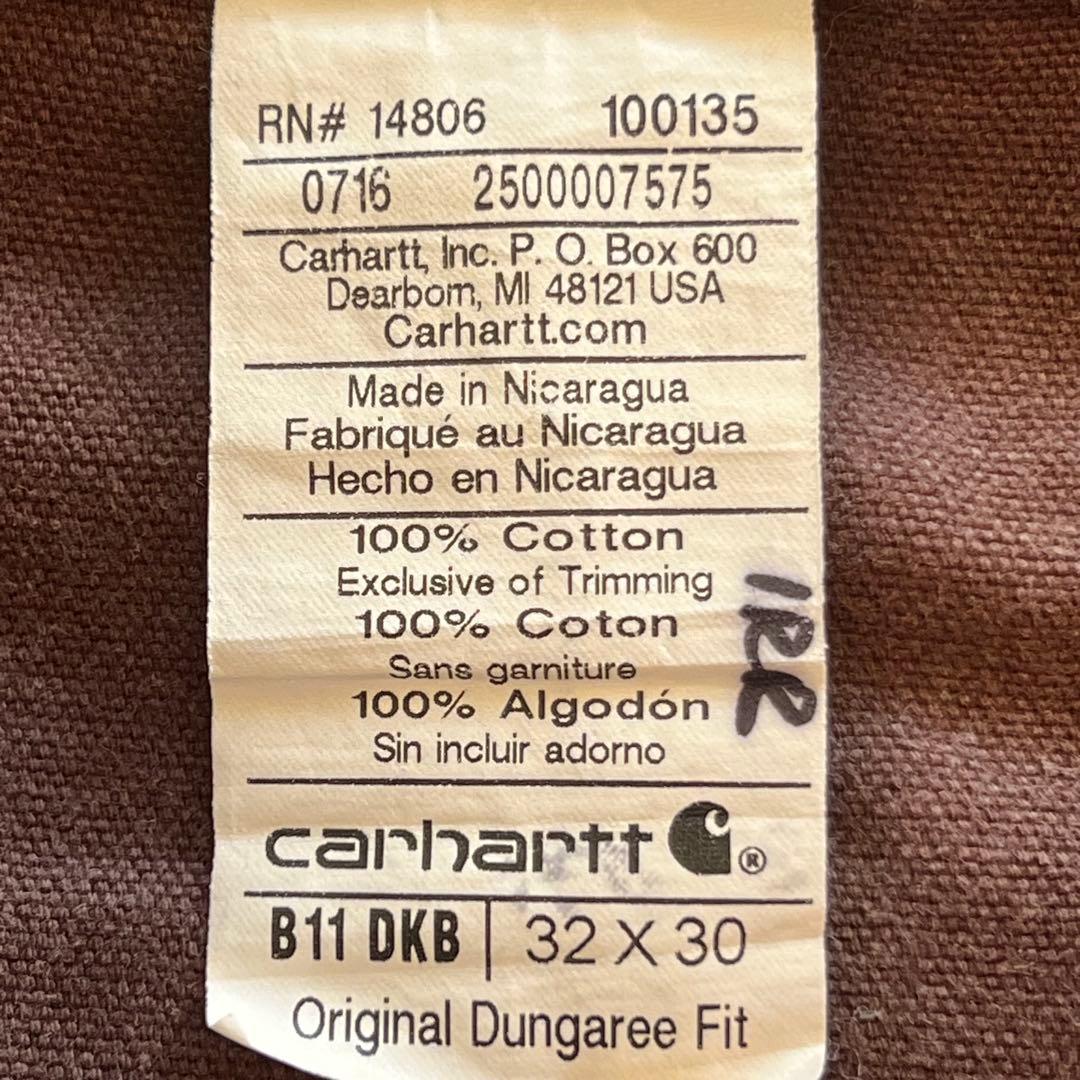 RN# 14806 100135
0716 2500007575
Carhartt, Inc. P. O. Box 600
Dearborn, MI 48121 USA
Carhartt.com
Made in Nicaragua
Fabriqué au Nicaragua
Hecho en Nicaragua
100% Cotton
Exclusive of Trimming
100% Coton
Sans garniture
100% Algodón
Sin incluir adorno
IRR
carhartt ®
B11 DKB | 32 X 30
Original Dungaree Fit